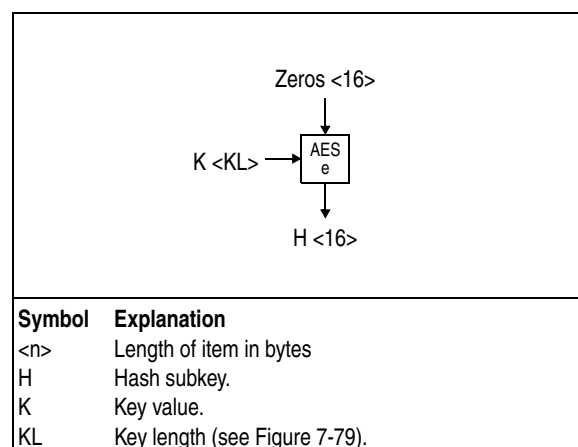 Zeros <16>
AES
e
K <KL>
H <16>
Symbol Explanation
<n> Length of item in bytes
H Hash subkey.
K Key value.
KL Key length (see Figure 7-79).